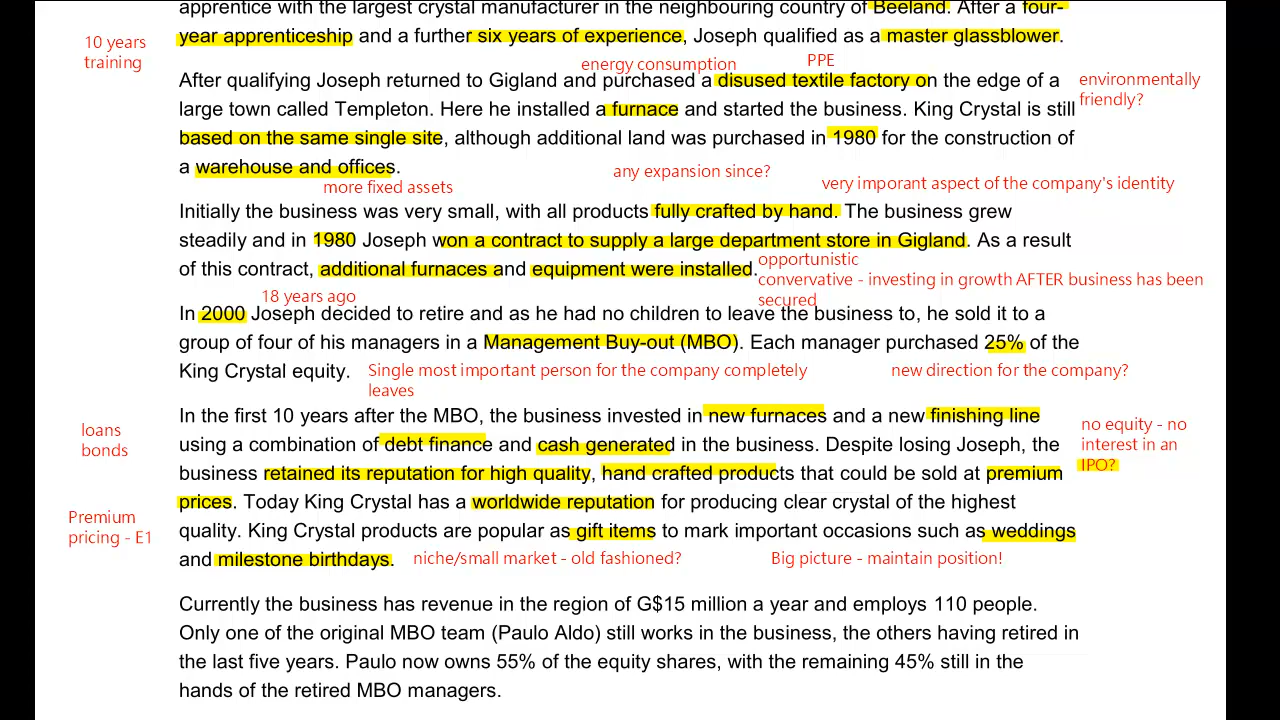 apprentice with the largest crystal manufacturer in the neighbouring country of Beeland. After a four-
10 years
training
year apprenticeship and a further six years of experience, Joseph qualified as a master glassblower.
energy consumption
PPE
After qualifying Joseph returned to Gigland and purchased a disused textile factory on the edge of a
environmentally
friendly?
large town called Templeton. Here he installed a furnace and started the business. King Crystal is still
based on the same single site, although additional land was purchased in 1980 for the construction of
a warehouse and offices.
any expansion since?
more fixed assets
very imporant aspect of the company's identity
Initially the business was very small, with all products fully crafted by hand. The business grew
steadily and in 1980 Joseph won a contract to supply a large department store in Gigland. As a result
of this contract, additional furnaces and equipment were installed.
opportunistic
convervative - investing in growth AFTER business has been
secured
18 years ago
In 2000 Joseph decided to retire and as he had no children to leave the business to, he sold it to a
group of four of his managers in a Management Buy-out (MBO). Each manager purchased 25% of the
King Crystal equity.
Single most important person for the company completely
leaves
new direction for the company?
In the first 10 years after the MBO, the business invested in new furnaces and a new finishing line
loans
bonds
no equity - no
interest in an
IPO?
using a combination of debt finance and cash generated in the business. Despite losing Joseph, the
business retained its reputation for high quality, hand crafted products that could be sold at premium
prices. Today King Crystal has a worldwide reputation for producing clear crystal of the highest
Premium
pricing - E1
quality. King Crystal products are popular as gift items to mark important occasions such as weddings
and milestone birthdays.
niche/small market - old fashioned?
Big picture - maintain position!
Currently the business has revenue in the region of G$15 million a year and employs 110 people.
Only one of the original MBO team (Paulo Aldo) still works in the business, the others having retired in
the last five years. Paulo now owns 55% of the equity shares, with the remaining 45% still in the
hands of the retired MBO managers.